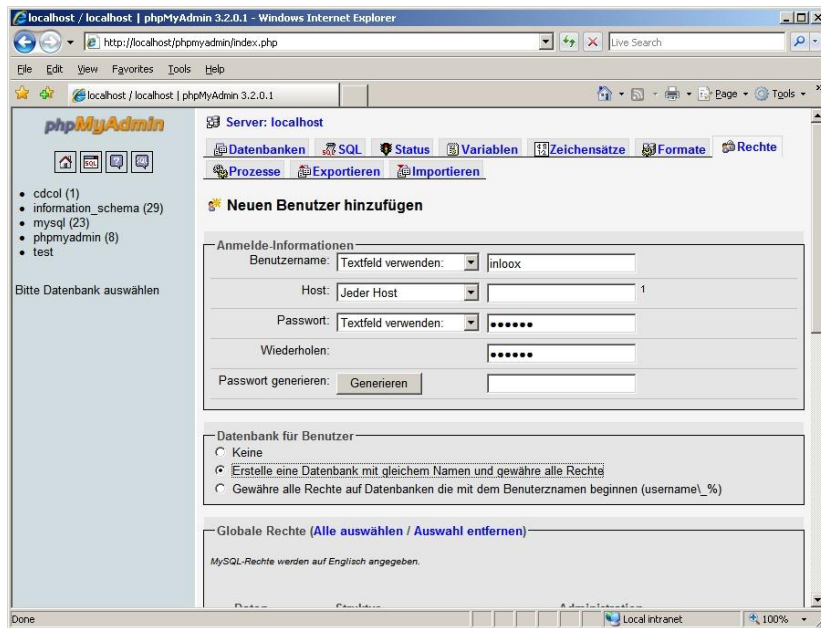 localhost / localhost | phpMyAdmin 3.2.0.1 - Windows Internet Explorer
http://localhost/phpmyadmin/index.php
Live Search
File Edit View Favorites Tools Help
localhost / localhost | phpMyAdmin 3.2.0.1
Page Tools
phpMyAdmin
SQL
cdcol (1)
information_schema (29)
mysql (23)
phpmyadmin (8)
test
Bitte Datenbank auswählen
Server: localhost
Datenbanken SQL Status Variablen Zeichensätze Formate Rechte
Prozesse Exportieren Importieren
Neuen Benutzer hinzufügen
Anmelde-Informationen
Benutzername: Textfeld verwenden: inloox
Host: Jeder Host 1
Passwort: Textfeld verwenden: ••••••
Wiederholen: ••••••
Passwort generieren: Generieren
Datenbank für Benutzer
Keine
Erstelle eine Datenbank mit gleichem Namen und gewähre alle Rechte
Gewähre alle Rechte auf Datenbanken die mit dem Benuterznamen beginnen (username\_%)
Globale Rechte (Alle auswählen / Auswahl entfernen)
MySQL-Rechte werden auf Englisch angegeben.
Daten Struktur Administration
Done Local intranet 100%